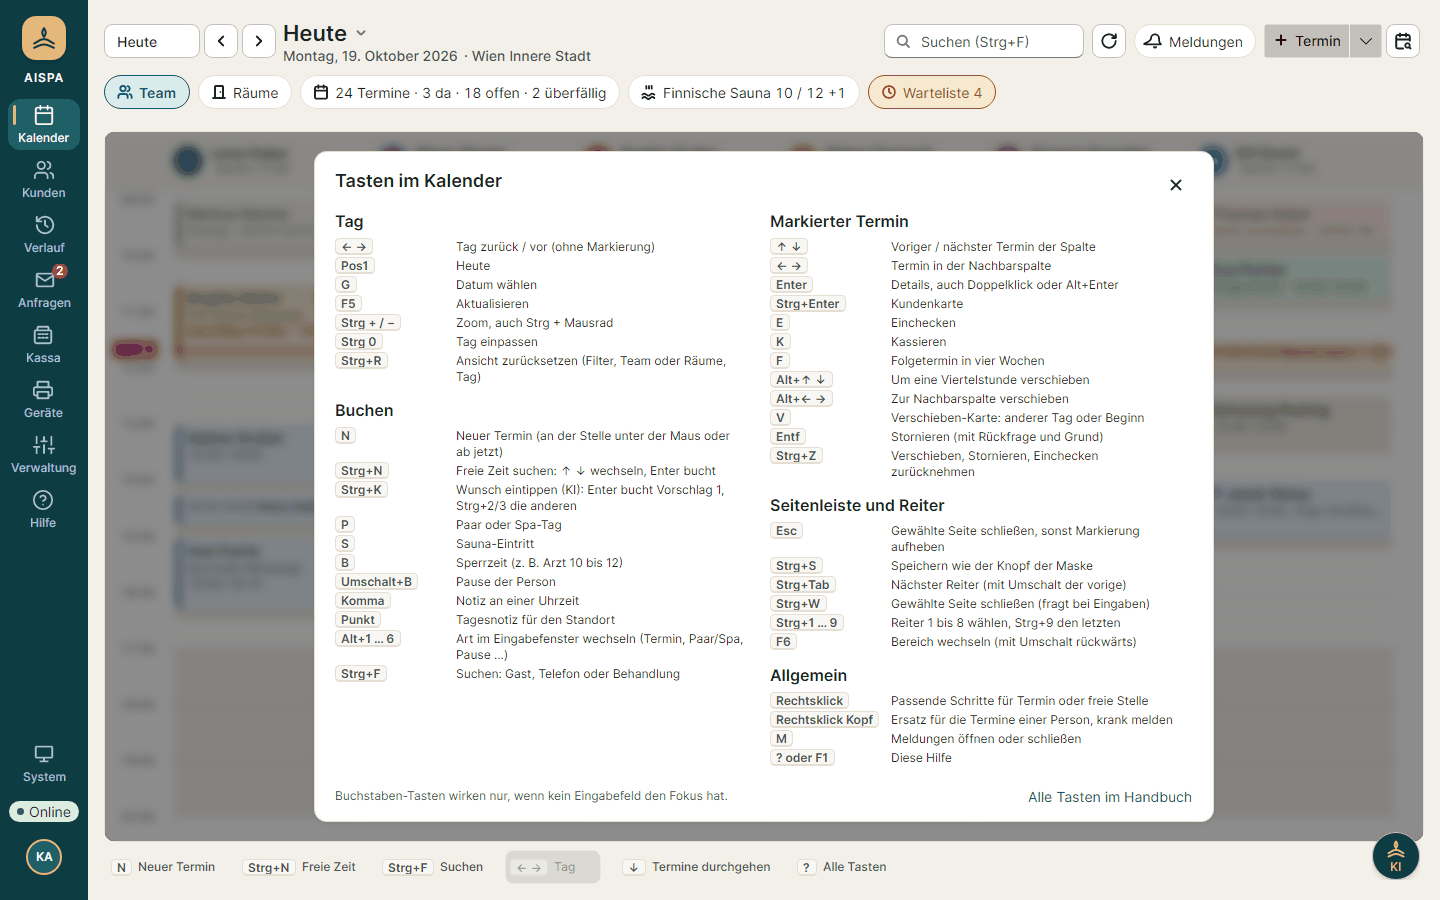 AISPA
Kalender
Kunden
Verlauf
2
Anfragen
Kassa
Geräte
Verwaltung
Hilfe
System
Online
KA
Heute
Heute
Montag, 19. Oktober 2026 · Wien Innere Stadt
Suchen (Strg+F)
Meldungen
+ Termin
Team
Räume
24 Termine · 3 da · 18 offen · 2 überfällig
Finnische Sauna 10 / 12 +1
Warteliste 4
Tasten im Kalender
Tag
← → Tag zurück / vor (ohne Markierung)
Pos1 Heute
G Datum wählen
F5 Aktualisieren
Strg + / − Zoom, auch Strg + Mausrad
Strg 0 Tag einpassen
Strg+R Ansicht zurücksetzen (Filter, Team oder Räume,
Tag)
Buchen
N Neuer Termin (an der Stelle unter der Maus oder
ab jetzt)
Strg+N Freie Zeit suchen: ↑ ↓ wechseln, Enter bucht
Strg+K Wunsch eintippen (KI): Enter bucht Vorschlag 1,
Strg+2/3 die anderen
P Paar oder Spa-Tag
S Sauna-Eintritt
B Sperrzeit (z. B. Arzt 10 bis 12)
Umschalt+B Pause der Person
Komma Notiz an einer Uhrzeit
Punkt Tagesnotiz für den Standort
Alt+1 … 6 Art im Eingabefenster wechseln (Termin, Paar/Spa,
Pause …)
Strg+F Suchen: Gast, Telefon oder Behandlung
Markierter Termin
↑ ↓ Voriger / nächster Termin der Spalte
← → Termin in der Nachbarspalte
Enter Details, auch Doppelklick oder Alt+Enter
Strg+Enter Kundenkarte
E Einchecken
K Kassieren
F Folgetermin in vier Wochen
Alt+↑ ↓ Um eine Viertelstunde verschieben
Alt+← → Zur Nachbarspalte verschieben
V Verschieben-Karte: anderer Tag oder Beginn
Entf Stornieren (mit Rückfrage und Grund)
Strg+Z Verschieben, Stornieren, Einchecken
zurücknehmen
Seitenleiste und Reiter
Esc Gewählte Seite schließen, sonst Markierung
aufheben
Strg+S Speichern wie der Knopf der Maske
Strg+Tab Nächster Reiter (mit Umschalt der vorige)
Strg+W Gewählte Seite schließen (fragt bei Eingaben)
Strg+1 … 9 Reiter 1 bis 8 wählen, Strg+9 den letzten
F6 Bereich wechseln (mit Umschalt rückwärts)
Allgemein
Rechtsklick Passende Schritte für Termin oder freie Stelle
Rechtsklick Kopf Ersatz für die Termine einer Person, krank melden
M Meldungen öffnen oder schließen
? oder F1 Diese Hilfe
Buchstaben-Tasten wirken nur, wenn kein Eingabefeld den Fokus hat.
Alle Tasten im Handbuch
N Neuer Termin
Strg+N Freie Zeit
Strg+F Suchen
← → Tag
↓ Termine durchgehen
? Alle Tasten
KI